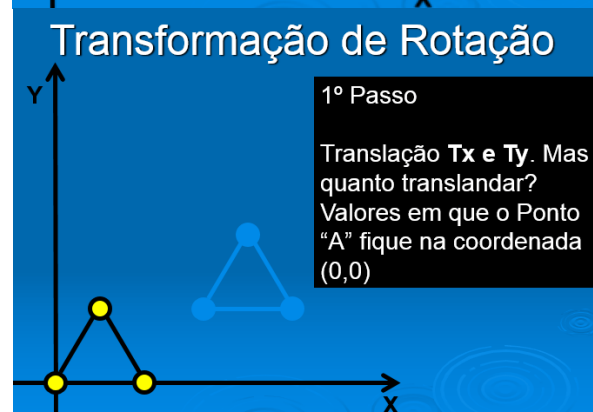 Transformação de Rotação
Y
1º Passo
Translação Tx e Ty. Mas
quanto translandar?
Valores em que o Ponto
“A” fique na coordenada
(0,0)
X